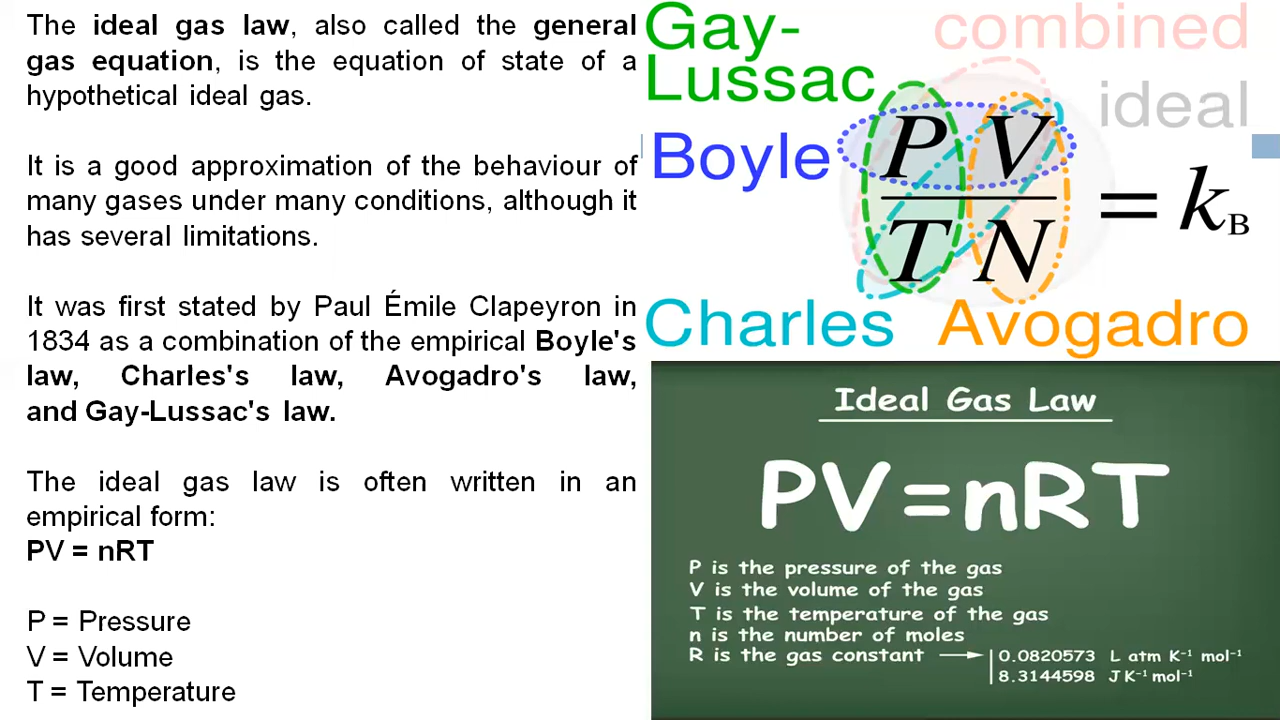 The ideal gas law, also called the general
gas equation, is the equation of state of a
hypothetical ideal gas.
It is a good approximation of the behaviour of
many gases under many conditions, although it
has several limitations.
It was first stated by Paul Émile Clapeyron in
1834 as a combination of the empirical Boyle's
law, Charles's law, Avogadro's law,
and Gay-Lussac's law.
The ideal gas law is often written in an
empirical form:
PV = nRT
P = Pressure
V = Volume
T = Temperature
Gay-
Lussac
combined
ideal
Boyle
P V
T N
= kB
Charles
Avogadro
Ideal Gas Law
PV=nRT
P is the pressure of the gas
V is the volume of the gas
T is the temperature of the gas
n is the number of moles
R is the gas constant
0.0820573 L atm K⁻¹ mol⁻¹
8.3144598 J K⁻¹ mol⁻¹